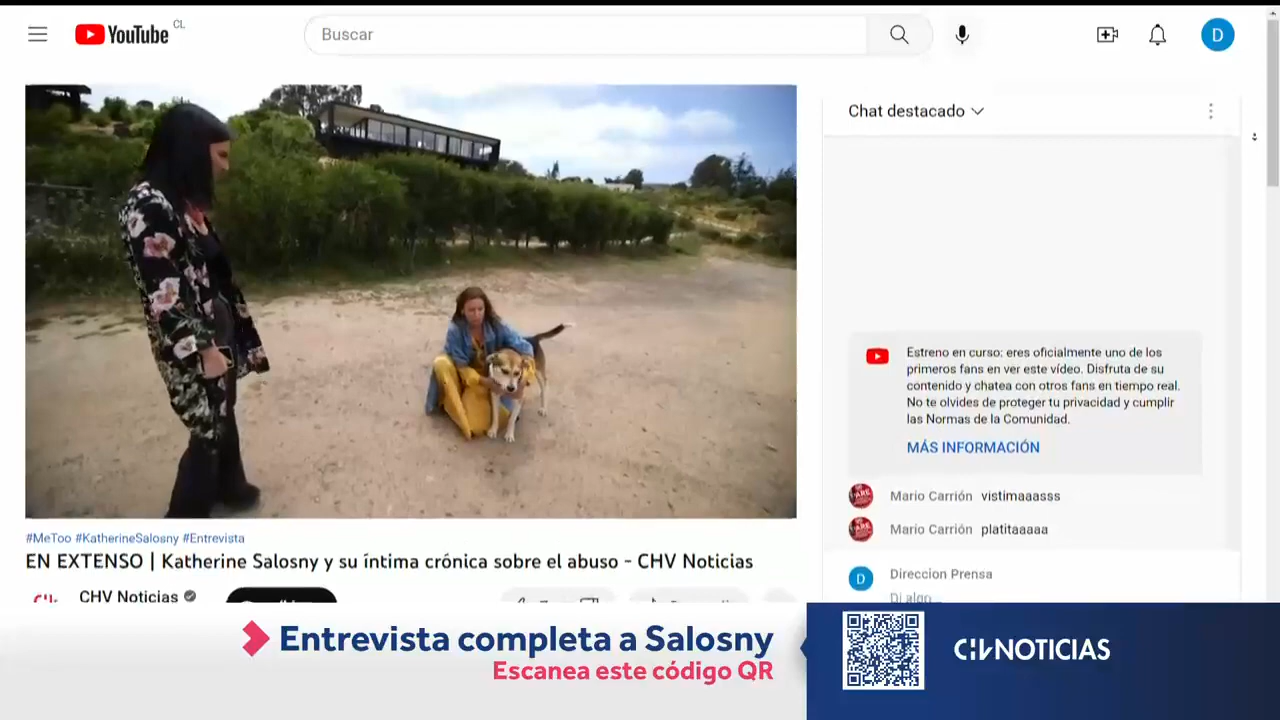 YouTube CL
Buscar
D
Chat destacado
Estreno en curso: eres oficialmente uno de los
primeros fans en ver este vídeo. Disfruta de su
contenido y chatea con otros fans en tiempo real.
No te olvides de proteger tu privacidad y cumplir
las Normas de la Comunidad.
MÁS INFORMACIÓN
Mario Carrión vistimaaasss
Mario Carrión platitaaaaa
D Direccion Prensa
Di algo...
#MeToo #KatherineSalosny #Entrevista
EN EXTENSO | Katherine Salosny y su íntima crónica sobre el abuso - CHV Noticias
CHV Noticias
Entrevista completa a Salosny
Escanea este código QR
CHV NOTICIAS